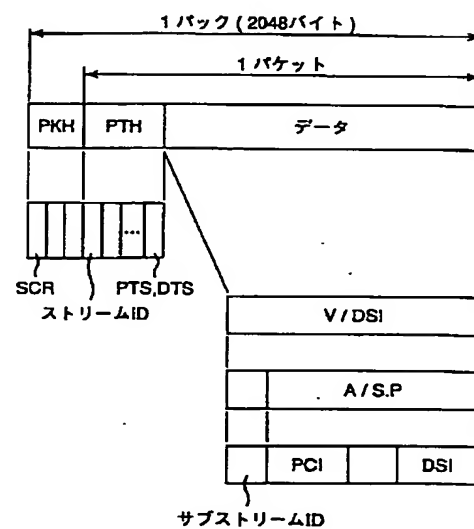 1 パック ( 2048バイト )
1 パケット
PKH PTH データ
...
SCR PTS,DTS
ストリームID
V / DSI
A / S.P
PCI DSI
サブストリームID